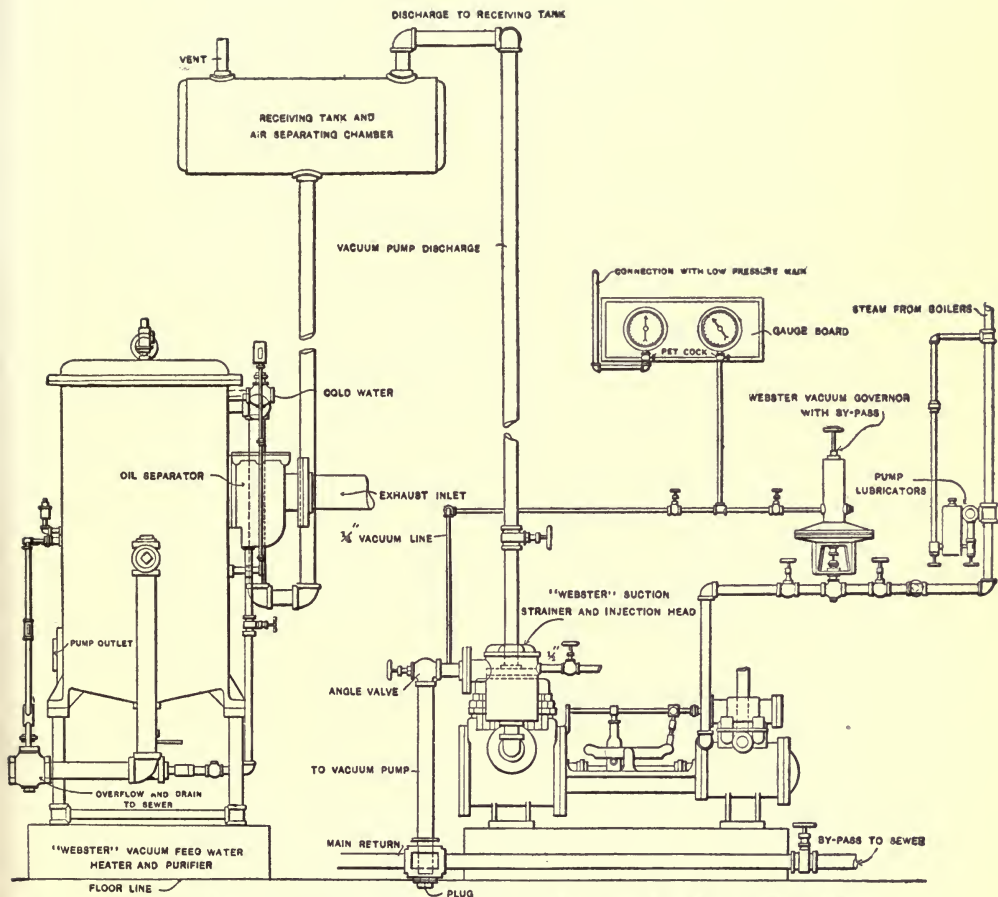 DISCHARGE TO RECEIVING TANK
VENT
RECEIVING TANK AND
AIR SEPARATING CHAMBER
VACUUM PUMP DISCHARGE
CONNECTION WITH LOW PRESSURE MAIN
STEAM FROM BOILERS
GAUGE BOARD
PET COCK
COLD WATER
WEBSTER VACUUM GOVERNOR
WITH BY-PASS
OIL SEPARATOR
PUMP
LUBRICATORS
EXHAUST INLET
VACUUM LINE
"WEBSTER" SUCTION
STRAINER AND INJECTION HEAD
½"
PUMP OUTLET
ANGLE VALVE
TO VACUUM PUMP
OVERFLOW AND DRAIN
TO SEWER
"WEBSTER" VACUUM FEED WATER
HEATER AND PURIFIER
MAIN RETURN
BY-PASS TO SEWER
FLOOR LINE
PLUG